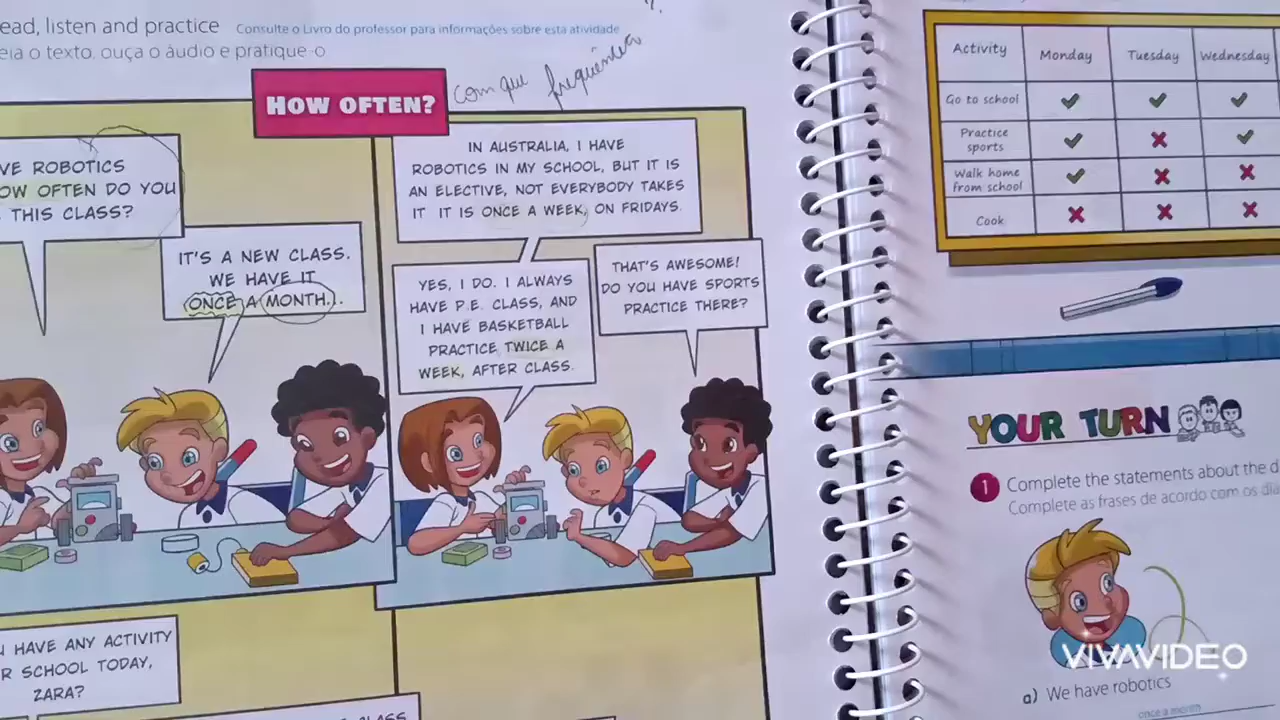 ead, listen and practice Consulte o Livro do professor para informações sobre esta atividade
eia o texto, ouça o áudio e pratique-o
HOW OFTEN?
com que frequência
VE ROBOTICS
OW OFTEN DO YOU
THIS CLASS?
IT'S A NEW CLASS.
WE HAVE IT
ONCE A MONTH.
IN AUSTRALIA, I HAVE
ROBOTICS IN MY SCHOOL, BUT IT IS
AN ELECTIVE, NOT EVERYBODY TAKES
IT IT IS ONCE A WEEK, ON FRIDAYS.
THAT'S AWESOME!
DO YOU HAVE SPORTS
PRACTICE THERE?
YES, I DO. I ALWAYS
HAVE P.E. CLASS, AND
I HAVE BASKETBALL
PRACTICE TWICE A
WEEK, AFTER CLASS.
HAVE ANY ACTIVITY
R SCHOOL TODAY,
ZARA?
CLASS
Activity Monday Tuesday Wednesday
Go to school
Practice
sports
Walk home
from school
Cook
YOUR TURN
1 Complete the statements about the d
Complete as frases de acordo com os diá
a) We have robotics
once a month
VIVAVIDEO